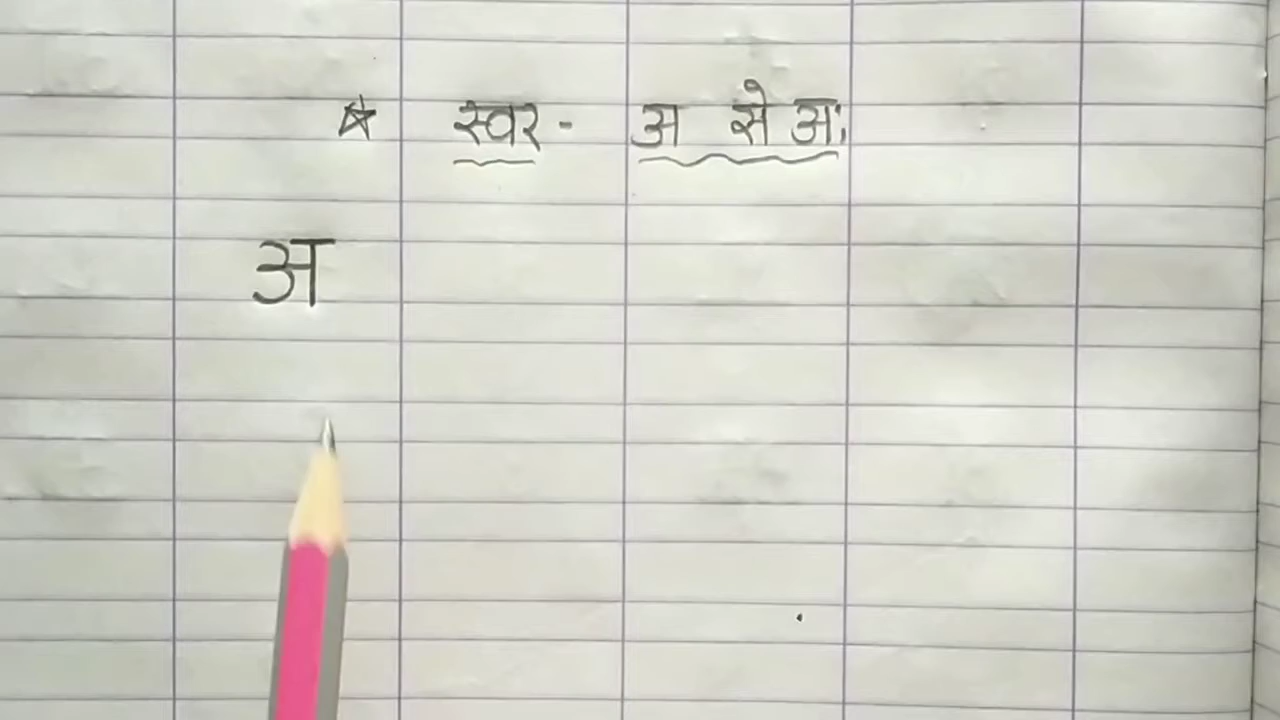 ☆ स्वर - अ से अः
अ